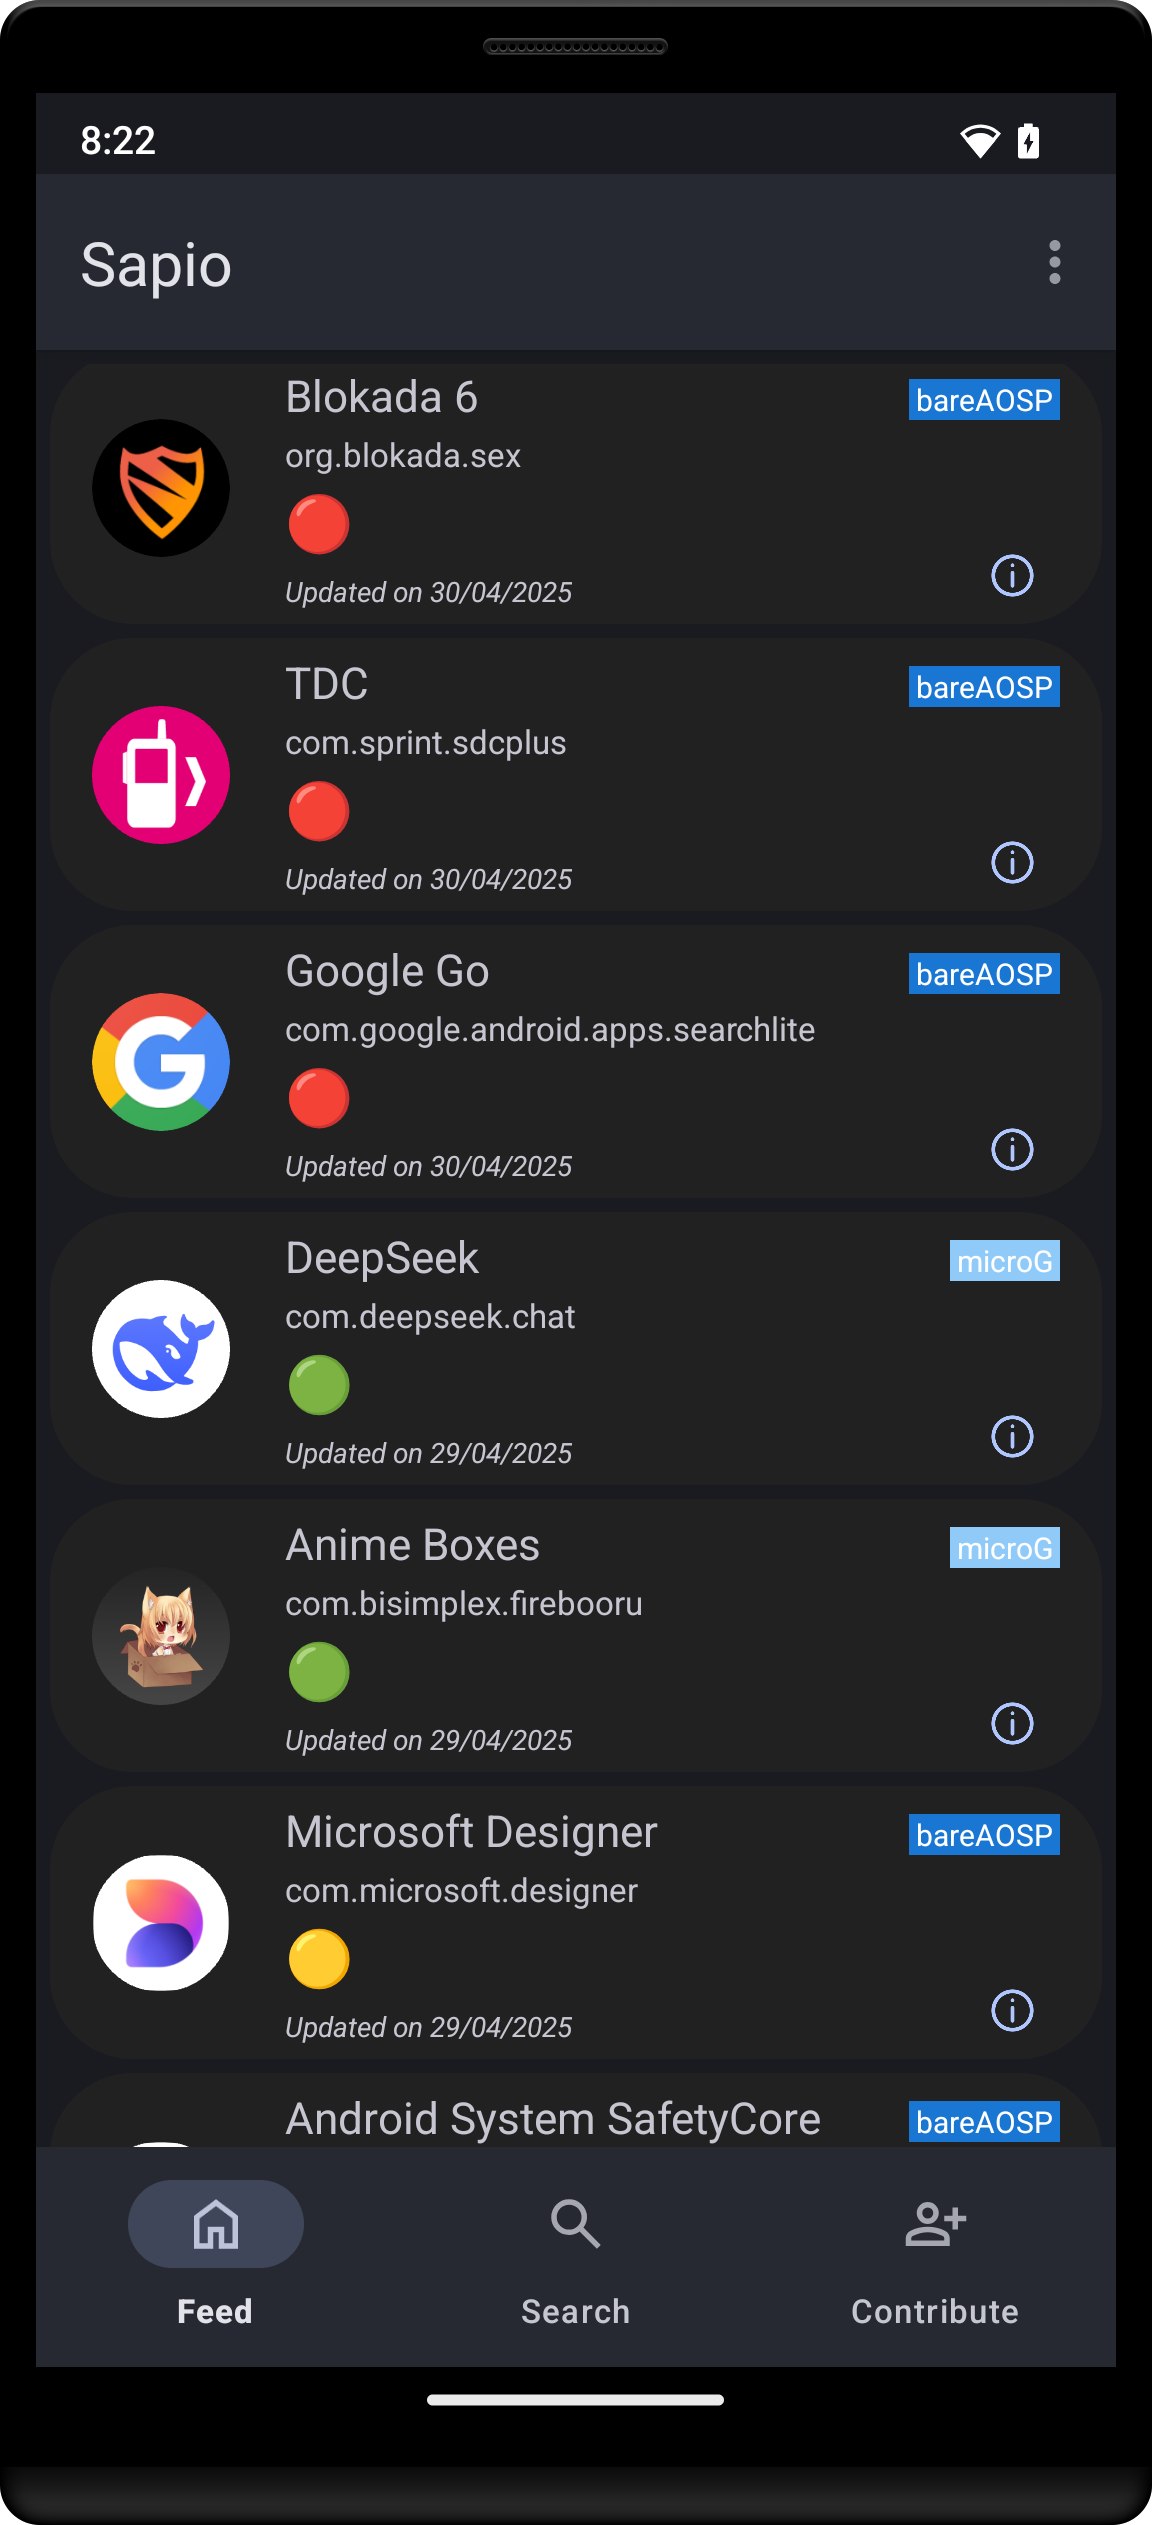 8:22
Sapio
Blokada 6
bareAOSP
org.blokada.sex
Updated on 30/04/2025
TDC
bareAOSP
com.sprint.sdcplus
Updated on 30/04/2025
Google Go
bareAOSP
com.google.android.apps.searchlite
Updated on 30/04/2025
DeepSeek
microG
com.deepseek.chat
Updated on 29/04/2025
Anime Boxes
microG
com.bisimplex.firebooru
Updated on 29/04/2025
Microsoft Designer
bareAOSP
com.microsoft.designer
Updated on 29/04/2025
Android System SafetyCore
bareAOSP
Feed
Search
Contribute